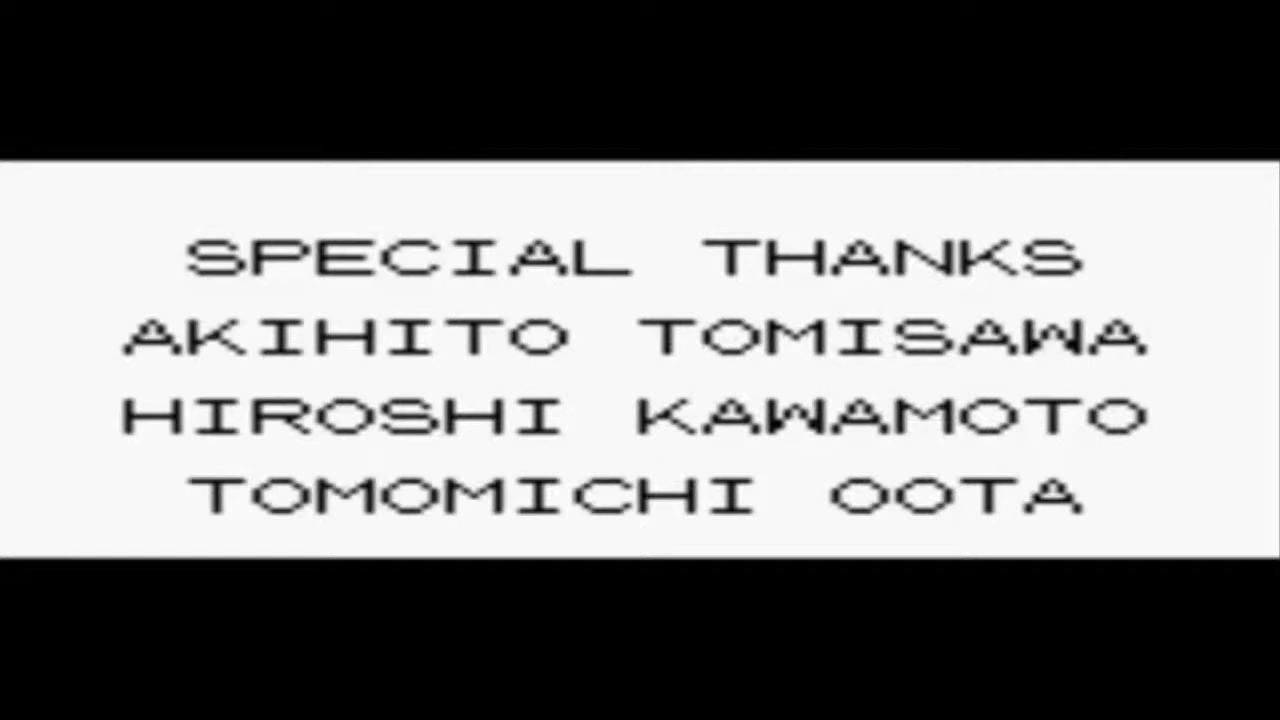 SPECIAL THANKS
AKIHITO TOMISAWA
HIROSHI KAWAMOTO
TOMOMICHI OOTA